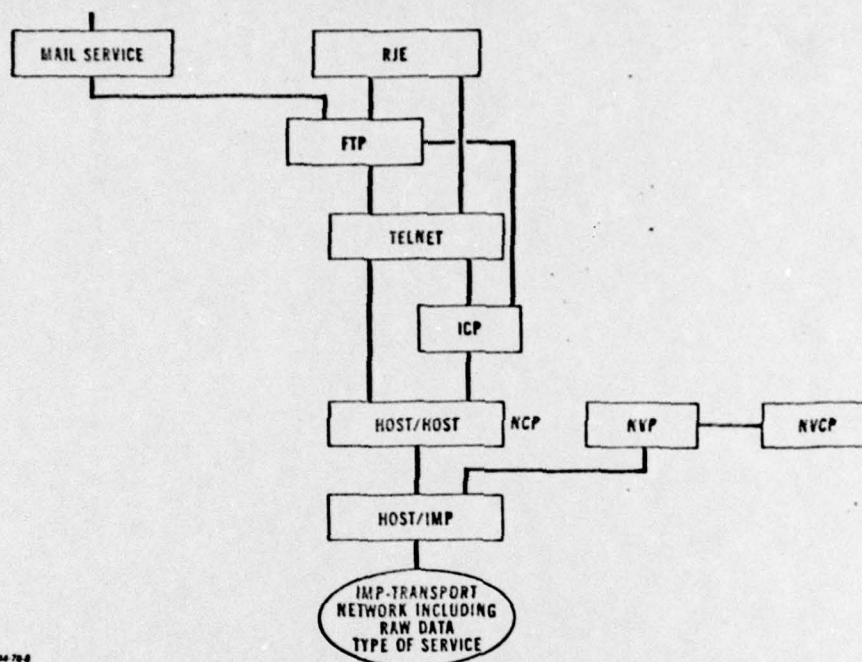 MAIL SERVICE
RJE
FTP
TELNET
ICP
HOST/HOST
NCP
NVP
NVCP
HOST/IMP
IMP-TRANSPORT
NETWORK INCLUDING
RAW DATA
TYPE OF SERVICE